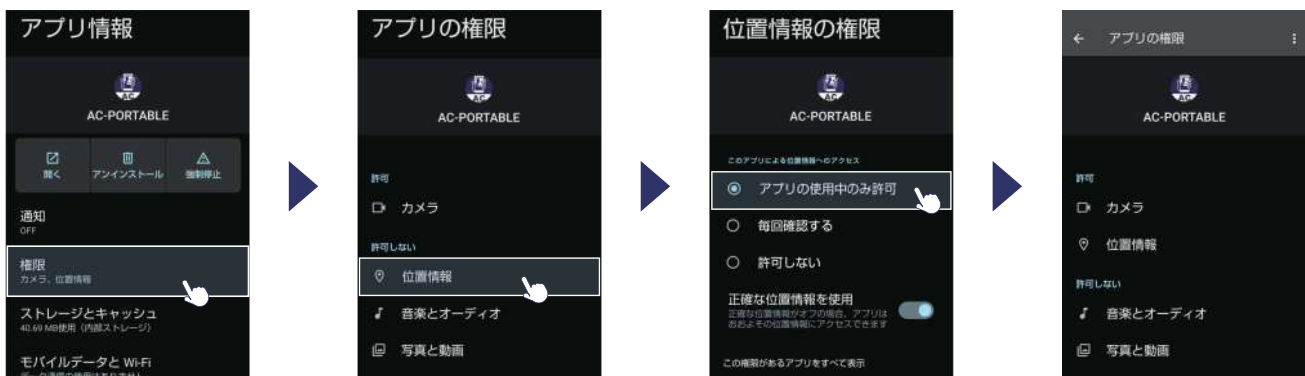 アプリ情報
AC
AC-PORTABLE
開く
アンインストール
強制停止
通知
OFF
権限
カメラ、位置情報
ストレージとキャッシュ
40.69 MB使用（内部ストレージ）
モバイルデータと Wi-Fi
アプリの権限
AC
AC-PORTABLE
許可
カメラ
許可しない
位置情報
音楽とオーディオ
写真と動画
位置情報の権限
AC
AC-PORTABLE
このアプリによる位置情報へのアクセス
アプリの使用中のみ許可
毎回確認する
許可しない
正確な位置情報を使用
正確な位置情報がオフの場合、アプリは
おおよその位置情報にアクセスできます
この権限があるアプリをすべて表示
アプリの権限
AC
AC-PORTABLE
許可
カメラ
位置情報
許可しない
音楽とオーディオ
写真と動画